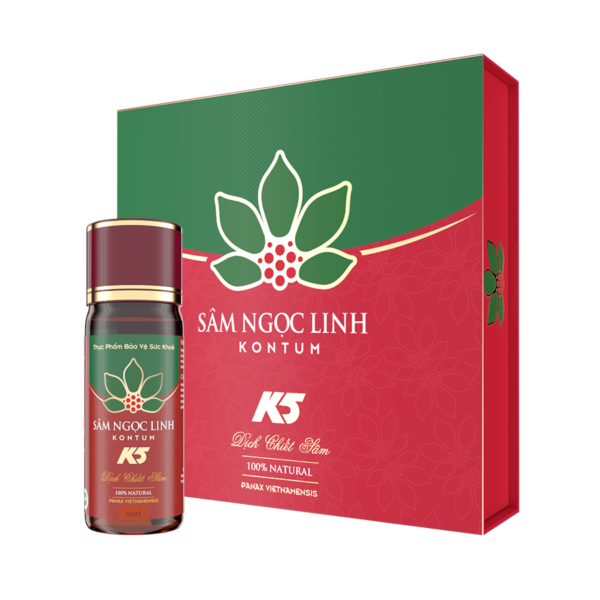 SÂM NGỌC LINH
KONTUM
K5
Dịch Chiết Sâm
100% NATURAL
PANAX VIETNAMENSIS
Thực Phẩm Bảo Vệ Sức Khoẻ
SÂM NGỌC LINH
KONTUM
K5
Dịch Chiết Sâm
100% NATURAL
PANAX VIETNAMENSIS
50ML